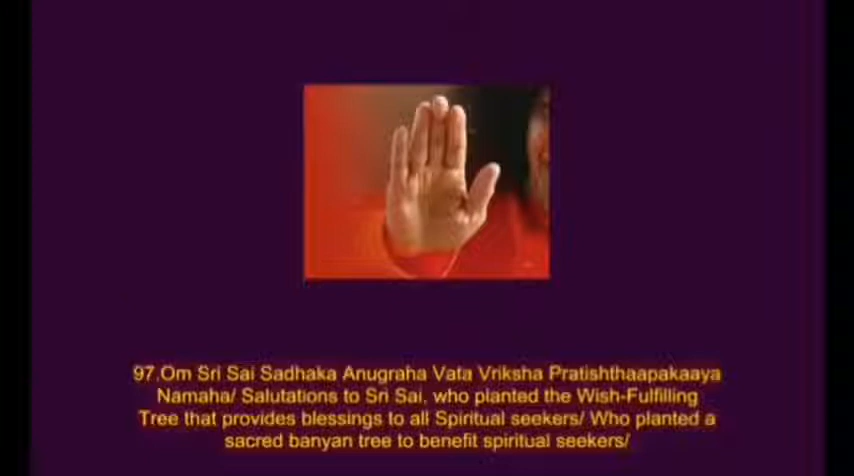 97.Om Sri Sai Sadhaka Anugraha Vata Vriksha Pratishthaapakaaya
Namaha/ Salutations to Sri Sai, who planted the Wish-Fulfilling
Tree that provides blessings to all Spiritual seekers/ Who planted a
sacred banyan tree to benefit spiritual seekers/